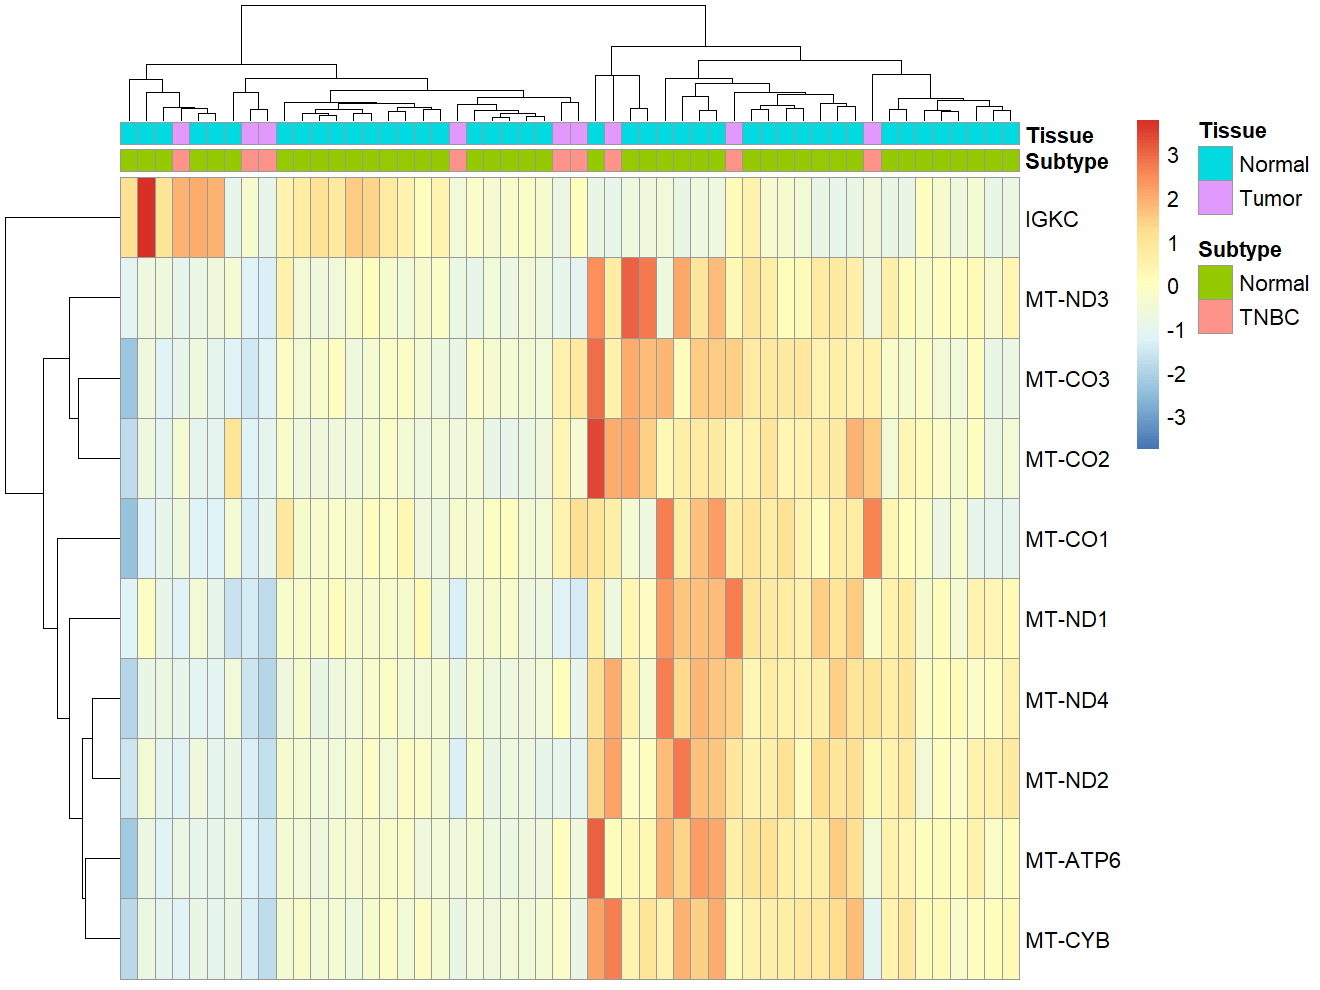 Tissue
Subtype
IGKC
MT-ND3
MT-CO3
MT-CO2
MT-CO1
MT-ND1
MT-ND4
MT-ND2
MT-ATP6
MT-CYB
3
2
1
0
-1
-2
-3
Tissue
Normal
Tumor
Subtype
Normal
TNBC